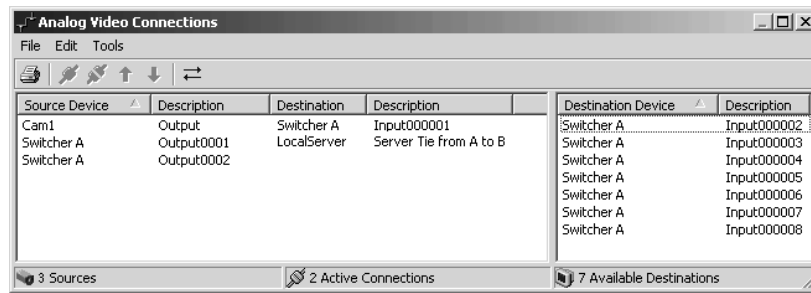 Analog Video Connections
File Edit Tools
Source Device Description Destination Description
Cam1 Output Switcher A Input000001
Switcher A Output0001 LocalServer Server Tie from A to B
Switcher A Output0002
Destination Device Description
Switcher A Input000002
Switcher A Input000003
Switcher A Input000004
Switcher A Input000005
Switcher A Input000006
Switcher A Input000007
Switcher A Input000008
3 Sources 2 Active Connections 7 Available Destinations